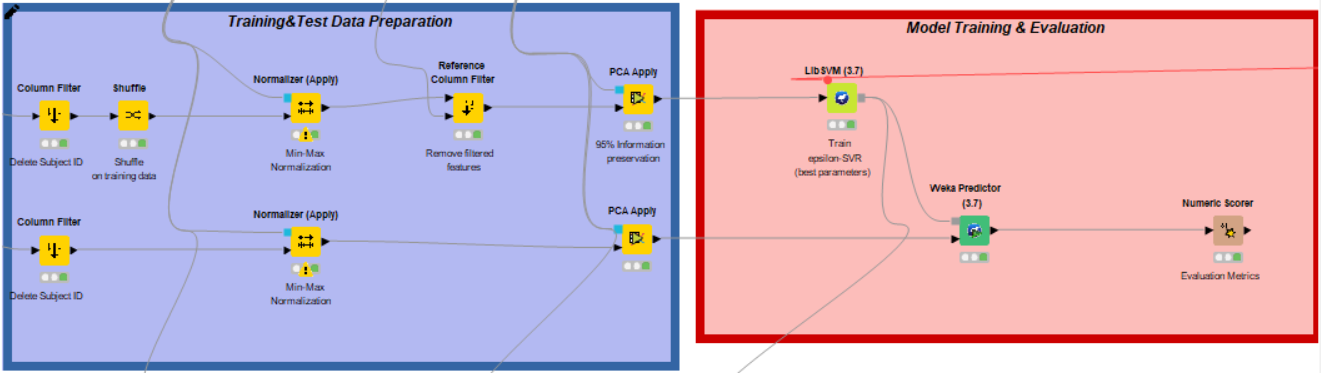 Training&Test Data Preparation
Column Filter
Delete Subject ID
Shuffle
Shuffle
on training data
Normalizer (Apply)
Min-Max
Normalization
Reference
Column Filter
Remove filtered
features
PCA Apply
95% Information
preservation
Column Filter
Delete Subject ID
Normalizer (Apply)
Min-Max
Normalization
PCA Apply
Model Training & Evaluation
LibSVM (3.7)
Train
epsilon-SVR
(best parameters)
Weka Predictor
(3.7)
Numeric Scorer
Evaluation Metrics